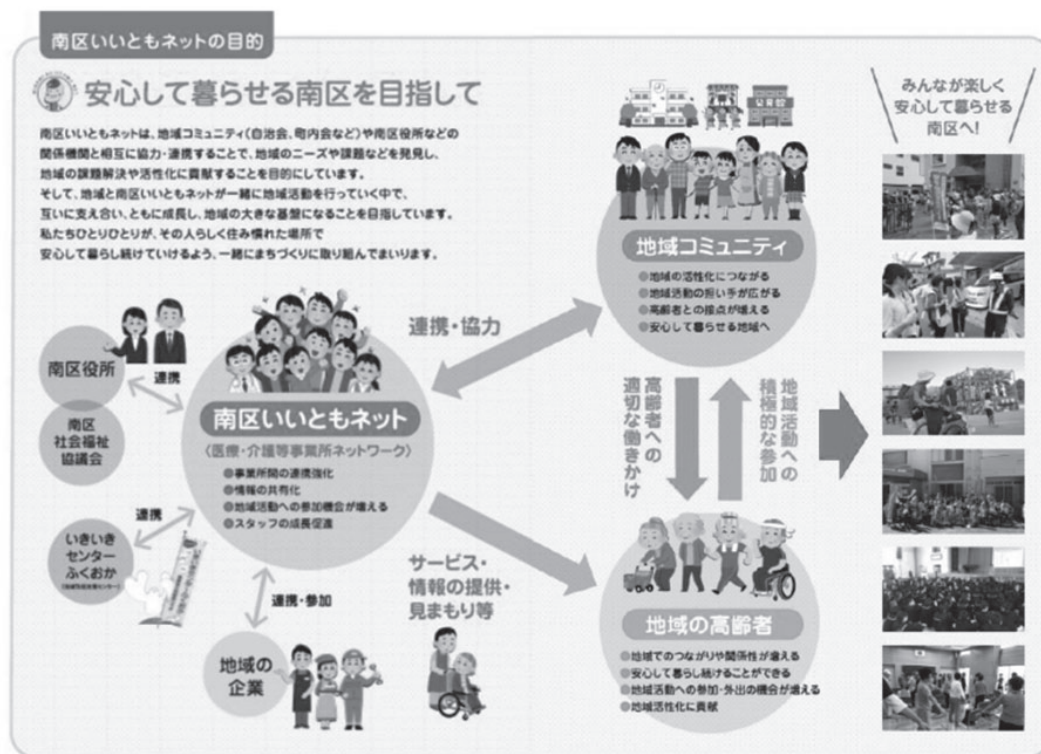 南区いいともネットの目的
安心して暮らせる南区を目指して
南区いいともネットは、地域コミュニティ(自治会、町内会など)や南区役所などの
関係機関と相互に協力・連携することで、地域のニーズや課題などを発見し、
地域の課題解決や活性化に貢献することを目的にしています。
そして、地域と南区いいともネットが一緒に地域活動を行っていく中で、
互いに支え合い、ともに成長し、地域の大きな基盤になることを目指しています。
私たちひとりひとりが、その人らしく住み慣れた場所で
安心して暮らし続けていけるよう、一緒にまちづくりに取り組んでまいります。
南区役所
連携
南区
社会福祉
協議会
いきいき
センター
ふくおか
連携
南区いいともネット
〈医療・介護等事業所ネットワーク〉
●事業所間の連携強化
●情報の共有化
●地域活動への参加機会が増える
●スタッフの成長促進
連携・参加
地域の
企業
連携・協力
サービス・
情報の提供・
見まもり等
地域コミュニティ
●地域の活性化につながる
●地域活動の担い手が広がる
●高齢者との接点が増える
●安心して暮らせる地域へ
高齢者への
適切な働きかけ
地域活動への
積極的な参加
地域の高齢者
●地域でのつながりや関係性が増える
●安心して暮らし続けることができる
●地域活動への参加・外出の機会が増える
●地域活性化に貢献
みんなが楽しく
安心して暮らせる
南区へ!